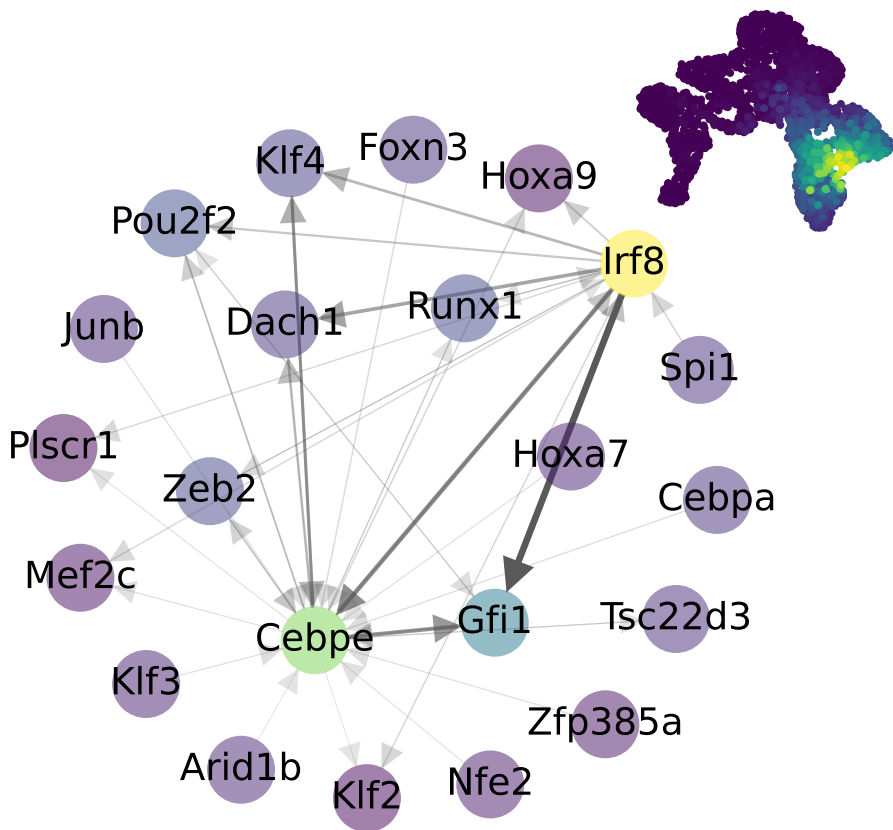 Foxn3
Klf4
Hoxa9
Pou2f2
Irf8
Runx1
Dach1
Junb
Spi1
Plscr1
Hoxa7
Zeb2
Cebpa
Mef2c
Tsc22d3
Gfi1
Cebpe
Klf3
Zfp385a
Arid1b
Nfe2
Klf2